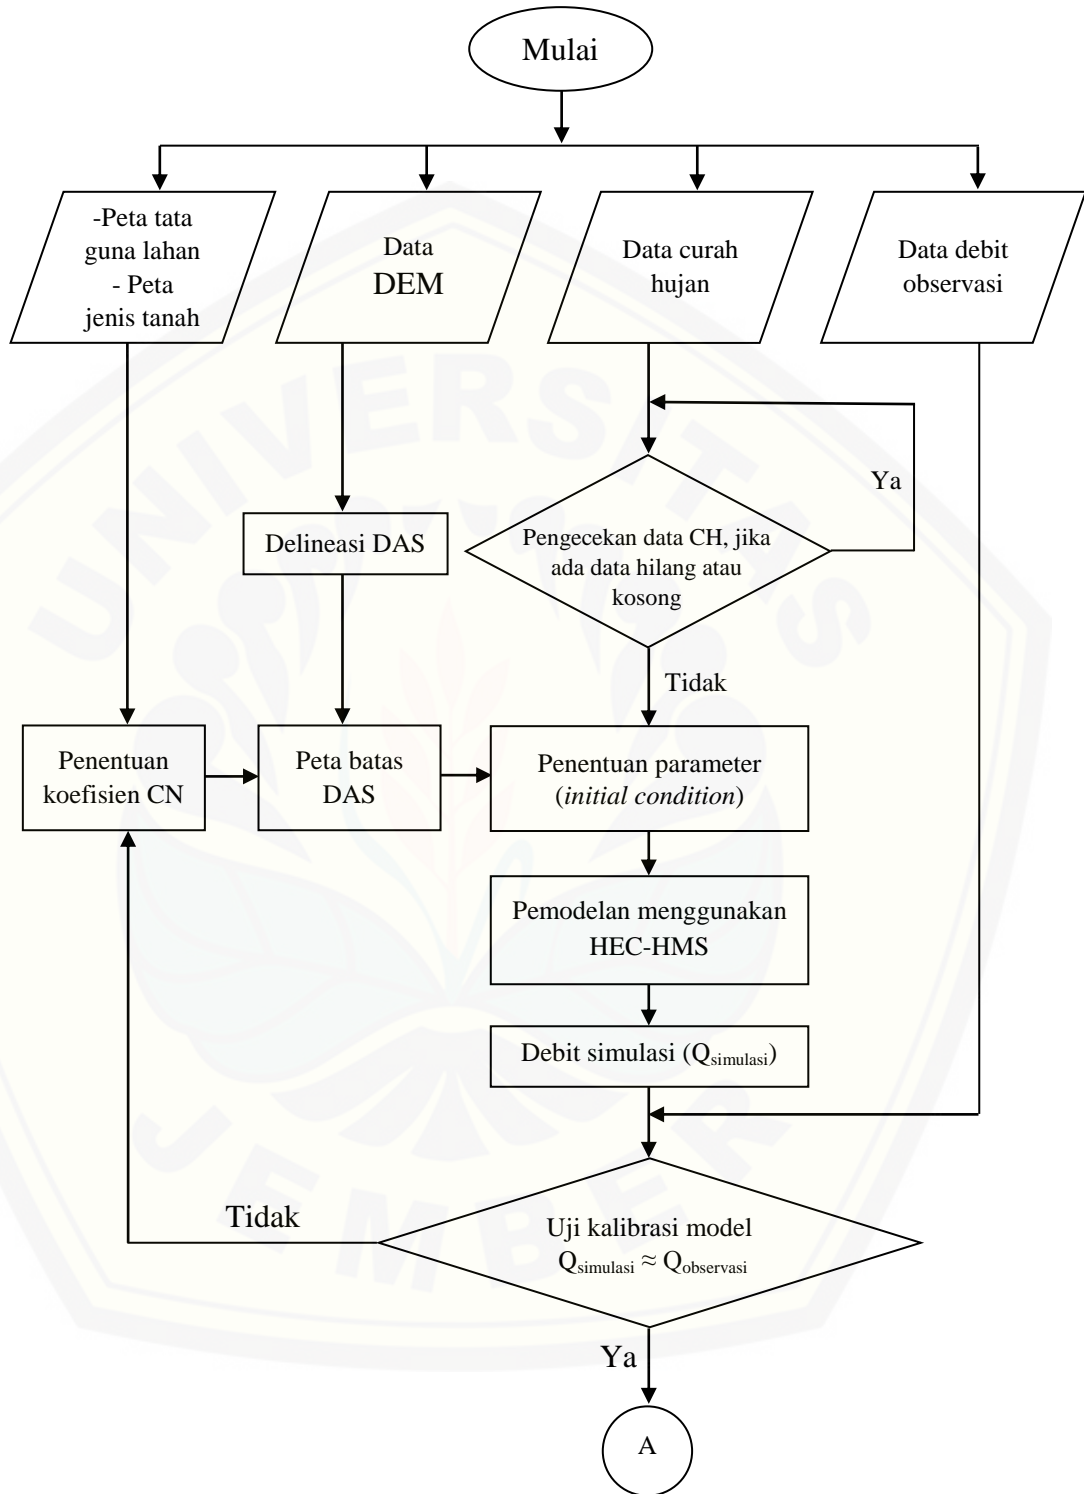 Mulai
-Peta tata
guna lahan
- Peta
jenis tanah
Data
DEM
Data curah
hujan
Data debit
observasi
Ya
Pengecekan data CH, jika
ada data hilang atau
kosong
Delineasi DAS
Tidak
Penentuan
koefisien CN
Peta batas
DAS
Penentuan parameter
(initial condition)
Pemodelan menggunakan
HEC-HMS
Debit simulasi (Qsimulasi)
Tidak
Uji kalibrasi model
Qsimulasi ≈ Qobservasi
Ya
A
UNIVERSITAS
JEMBER